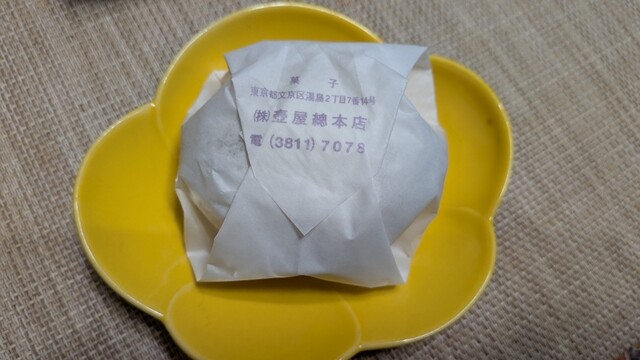 菓子
東京都文京区湯島2丁目7番14号
㈱壺屋總本店
電(3811)7078